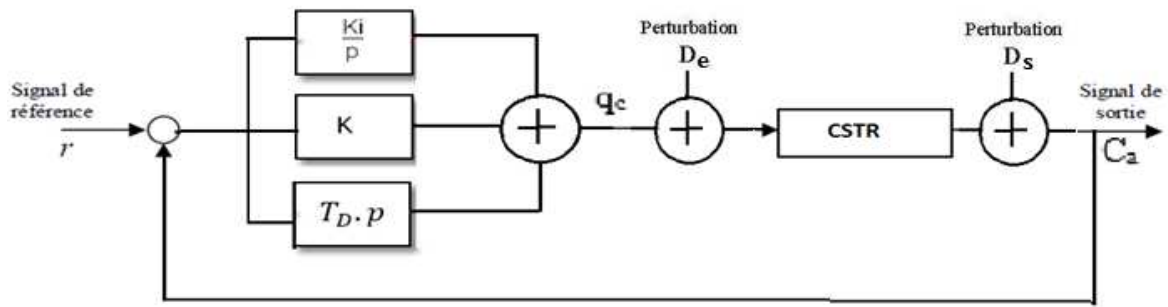 Signal de
référence
r
Ki
p
K
T_D . p
+
q_c
Perturbation
D_e
+
CSTR
Perturbation
D_s
+
Signal de
sortie
C_a